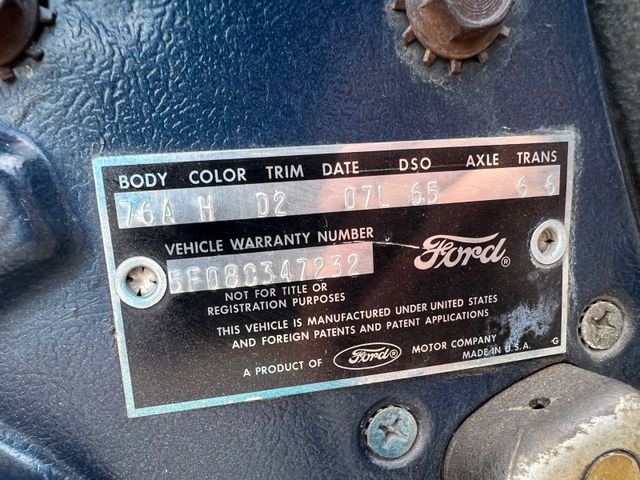 BODY COLOR TRIM DATE DSO AXLE TRANS
76A H D2 07L 65 6 6
VEHICLE WARRANTY NUMBER
5F08C347232
Ford®
NOT FOR TITLE OR
REGISTRATION PURPOSES
THIS VEHICLE IS MANUFACTURED UNDER UNITED STATES
AND FOREIGN PATENTS AND PATENT APPLICATIONS
A PRODUCT OF Ford® MOTOR COMPANY
MADE IN U.S.A. G